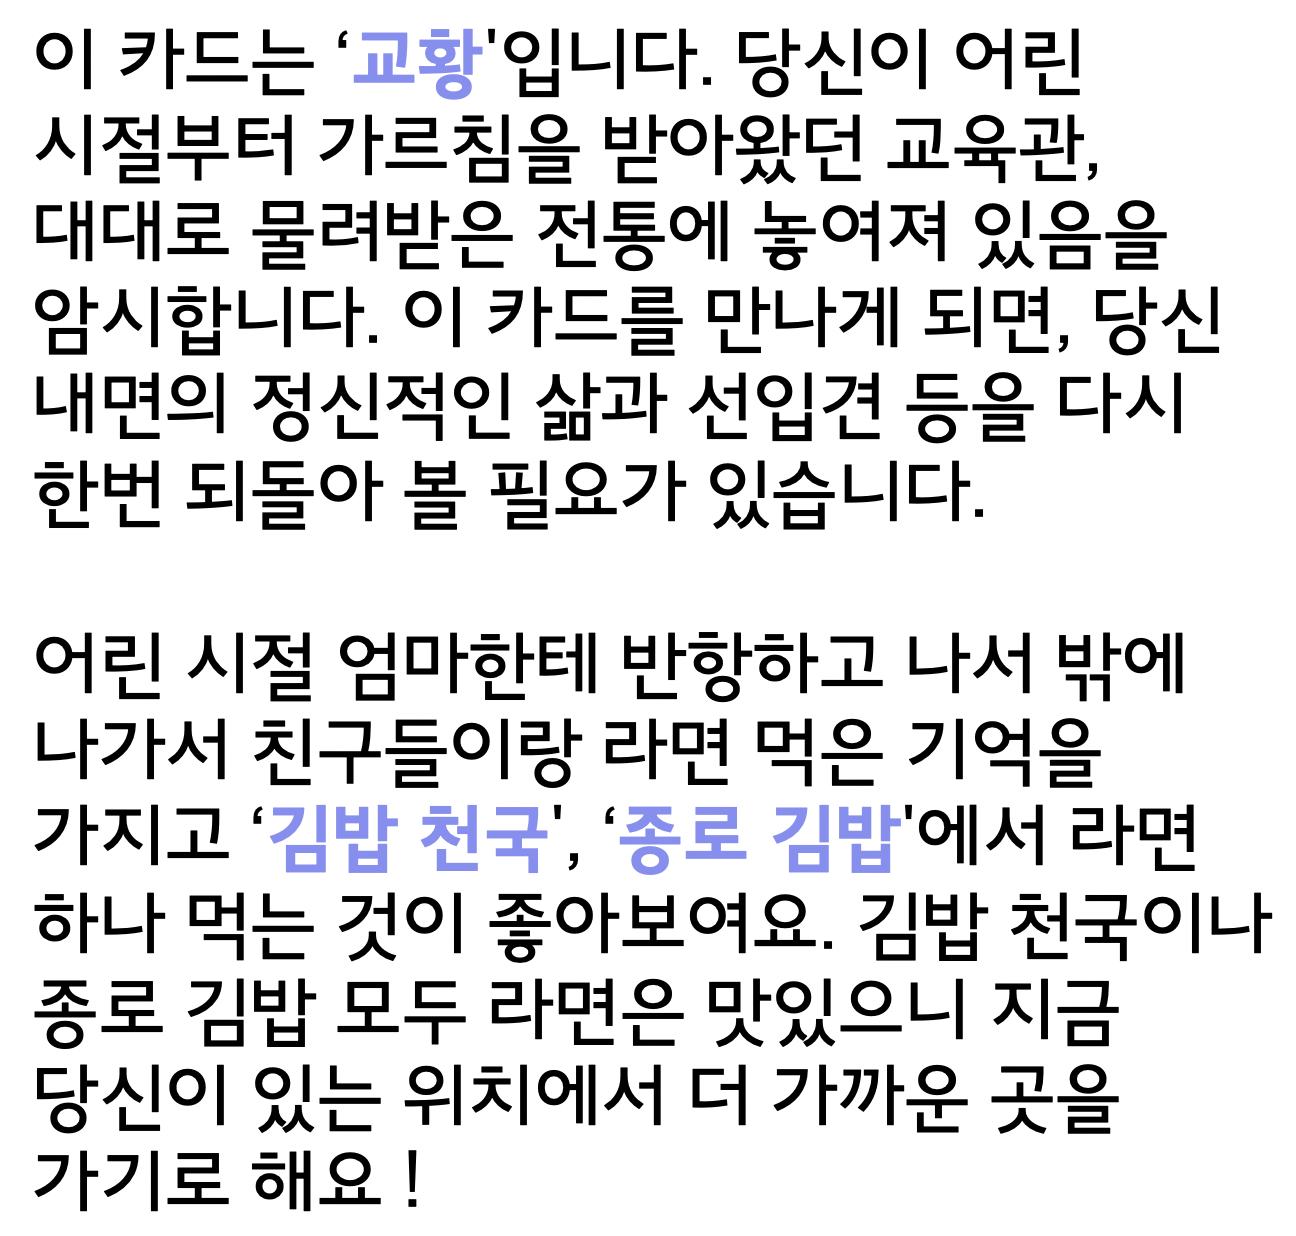 이 카드는 ‘교황'입니다. 당신이 어린
시절부터 가르침을 받아왔던 교육관,
대대로 물려받은 전통에 놓여져 있음을
암시합니다. 이 카드를 만나게 되면, 당신
내면의 정신적인 삶과 선입견 등을 다시
한번 되돌아 볼 필요가 있습니다.
어린 시절 엄마한테 반항하고 나서 밖에
나가서 친구들이랑 라면 먹은 기억을
가지고 ‘김밥 천국', ‘종로 김밥'에서 라면
하나 먹는 것이 좋아보여요. 김밥 천국이나
종로 김밥 모두 라면은 맛있으니 지금
당신이 있는 위치에서 더 가까운 곳을
가기로 해요 !